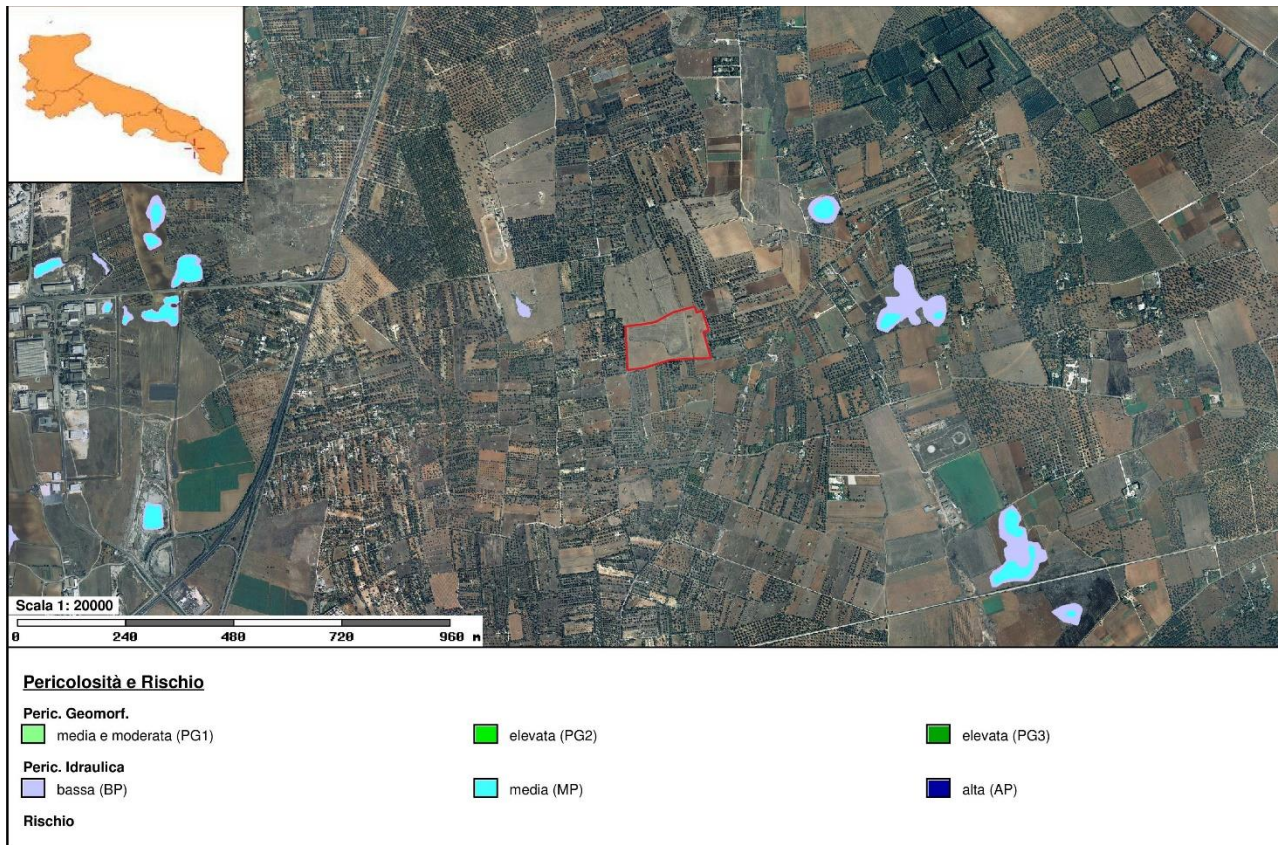 Scala 1: 20000
0 240 480 720 960 m
Pericolosità e Rischio
Peric. Geomorf.
media e moderata (PG1) elevata (PG2) elevata (PG3)
Peric. Idraulica
bassa (BP) media (MP) alta (AP)
Rischio